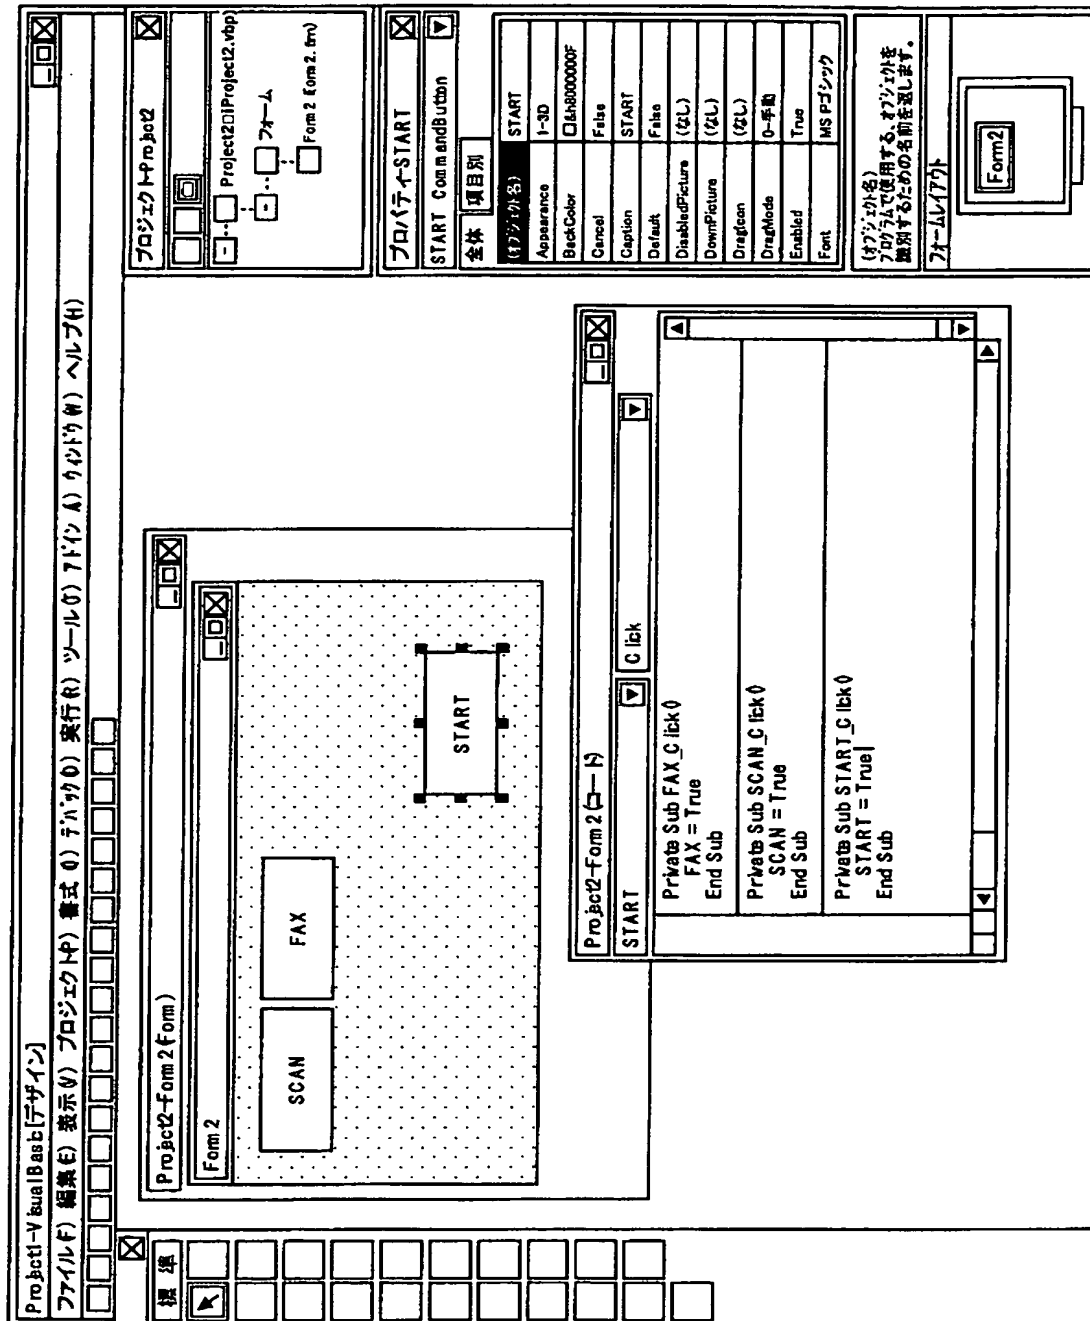 Project1-VisualBasic[デザイン]
ファイル(F) 編集(E) 表示(V) プロジェクト(P) 書式(O) デバッグ(D) 実行(R) ツール(T) アドイン(A) ウィンドウ(W) ヘルプ(H)
標準
Project2-Form2(Form)
Form2
SCAN
FAX
START
Project2-Form2(コード)
START
Click
Private Sub FAX_Click()
FAX = True
End Sub
Private Sub SCAN_Click()
SCAN = True
End Sub
Private Sub START_Click()
START = True
End Sub
プロジェクト-Project2
Project2□iProject2.vbp)
フォーム
Form2 (Form2.frn)
プロパティ-START
START CommandButton
全体 項目別
(オブジェクト名) START
Appearance 1-3D
BackColor □&h8000000F
Cancel False
Caption START
Default False
DisabledPicture (なし)
DownPicture (なし)
DragIcon (なし)
DragMode 0-手動
Enabled True
Font MS Pゴシック
(オブジェクト名)
プログラムで使用する、オブジェクトを
識別するための名前を返します。
フォームレイアウト
Form2